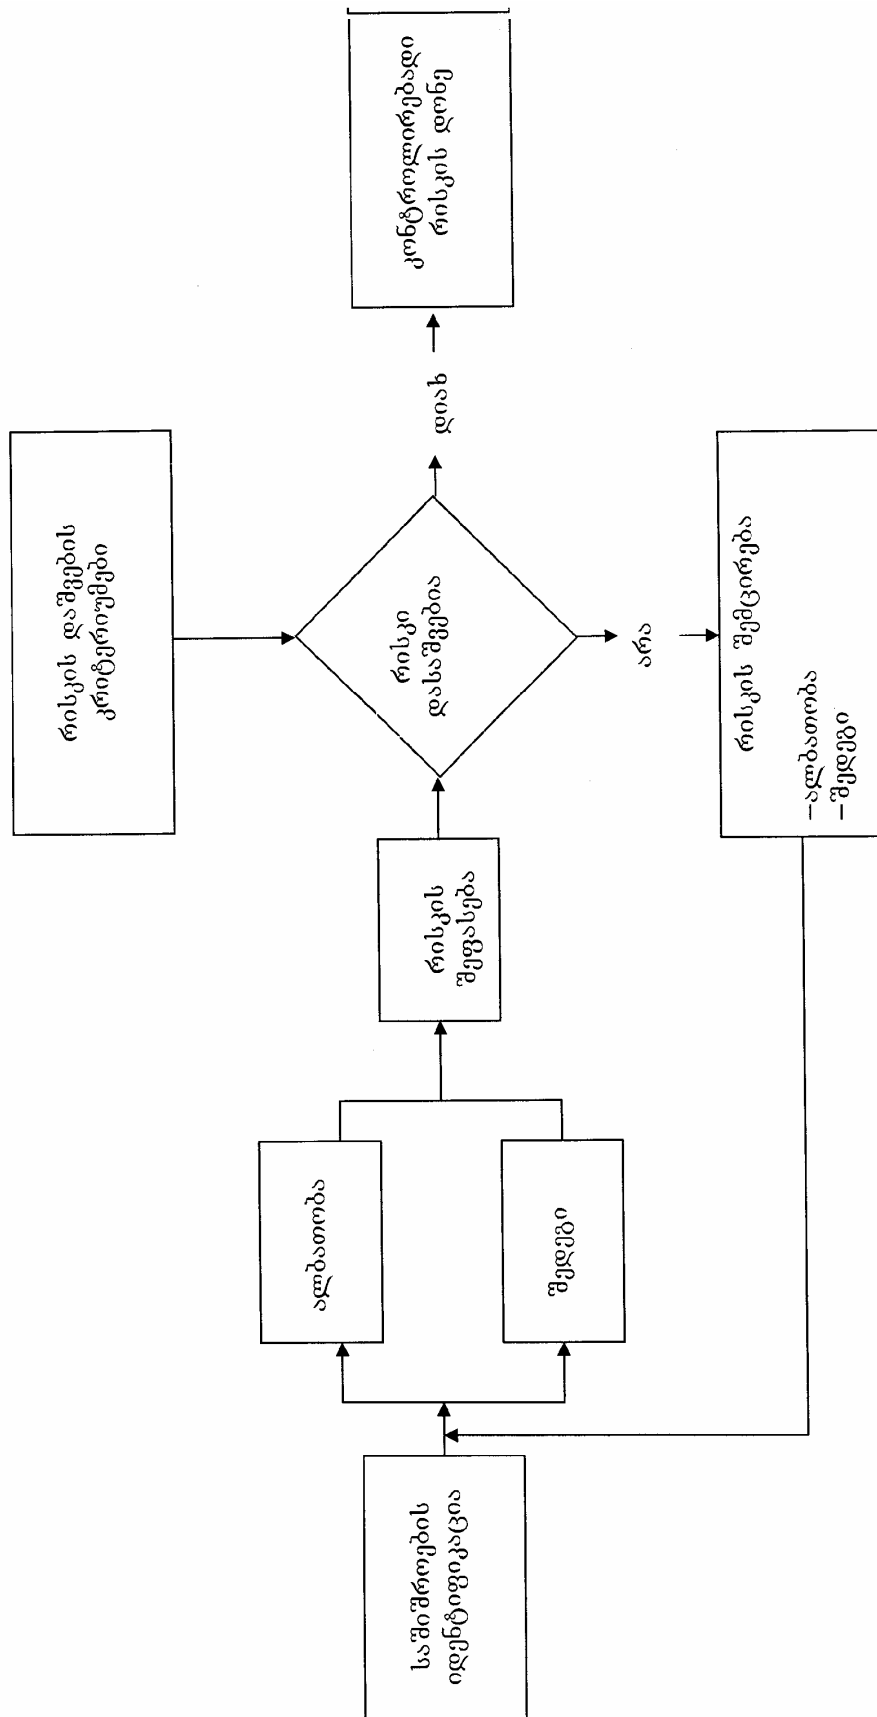 საშიშროების
იდენტიფიკაცია
ალბათობა
შედეგი
რისკის
შეფასება
რისკის დაშვების
კრიტერიუმები
რისკი
დასაშვებია
დიახ
არა
კონტროლირებადი
რისკის დონე
რისკის შემცირება
–ალბათობა
–შედეგი